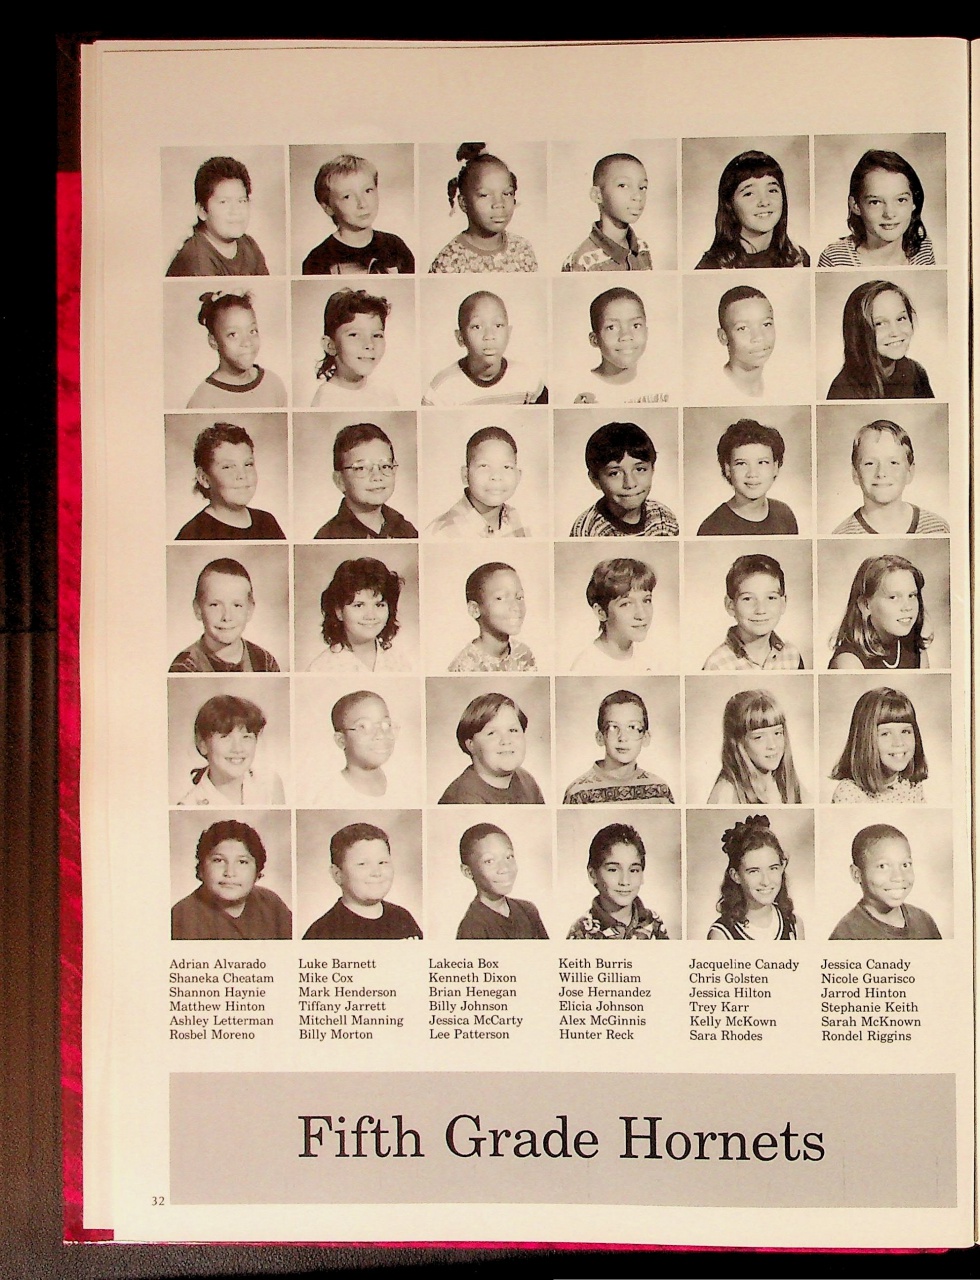 Adrian Alvarado Luke Barnett Lakecia Box Keith Burris Jacqueline Canady Jessica Canady
Shaneka Cheatam Mike Cox Kenneth Dixon Willie Gilliam Chris Golsten Nicole Guarisco
Shannon Haynie Mark Henderson Brian Henegan Jose Hernandez Jessica Hilton Jarrod Hinton
Matthew Hinton Tiffany Jarrett Billy Johnson Elicia Johnson Trey Karr Stephanie Keith
Ashley Letterman Mitchell Manning Jessica McCarty Alex McGinnis Kelly McKown Sarah McKnown
Rosbel Moreno Billy Morton Lee Patterson Hunter Reck Sara Rhodes Rondel Riggins
Fifth Grade Hornets
32